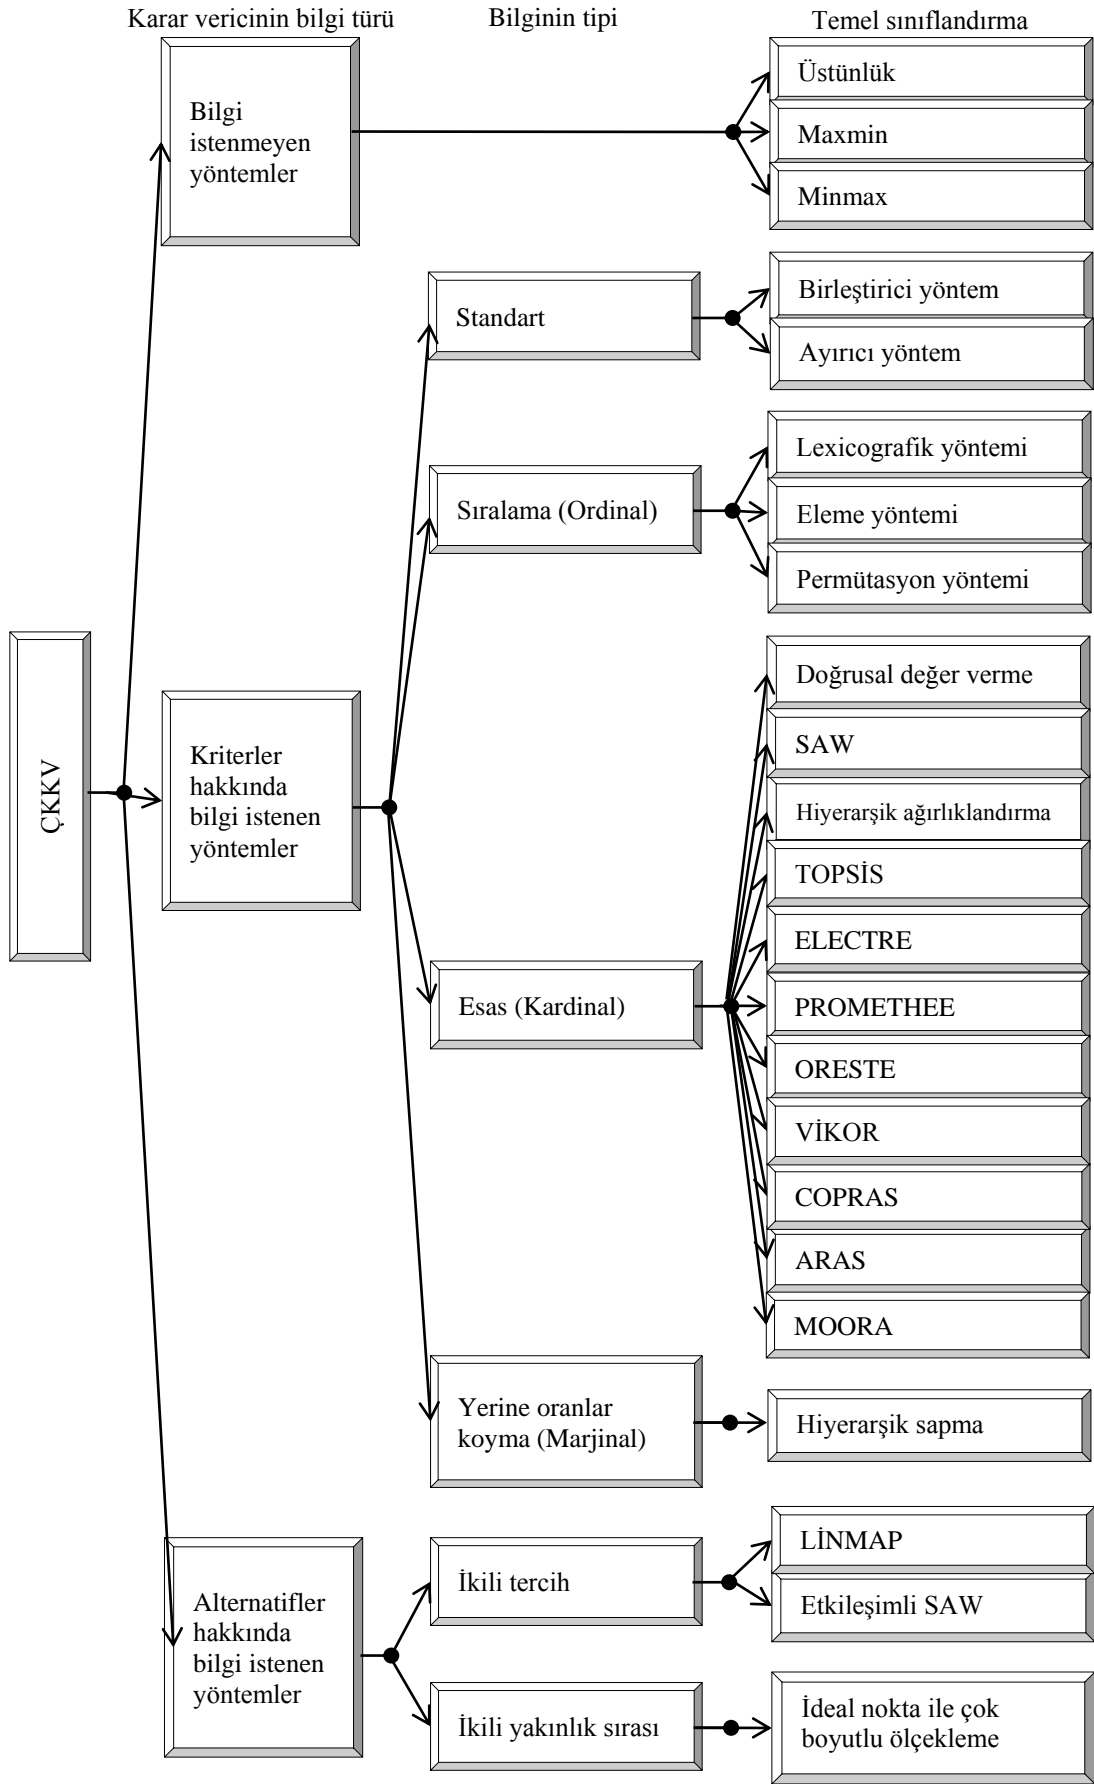 Karar vericinin bilgi türü
Bilginin tipi
Temel sınıflandırma
ÇKKV
Bilgi
istenmeyen
yöntemler
Üstünlük
Maxmin
Minmax
Kriterler
hakkında
bilgi istenen
yöntemler
Standart
Birleştirici yöntem
Ayırıcı yöntem
Sıralama (Ordinal)
Lexicografik yöntemi
Eleme yöntemi
Permütasyon yöntemi
Esas (Kardinal)
Doğrusal değer verme
SAW
Hiyerarşik ağırlıklandırma
TOPSİS
ELECTRE
PROMETHEE
ORESTE
VİKOR
COPRAS
ARAS
MOORA
Yerine oranlar
koyma (Marjinal)
Hiyerarşik sapma
Alternatifler
hakkında
bilgi istenen
yöntemler
İkili tercih
LİNMAP
Etkileşimli SAW
İkili yakınlık sırası
İdeal nokta ile çok
boyutlu ölçekleme